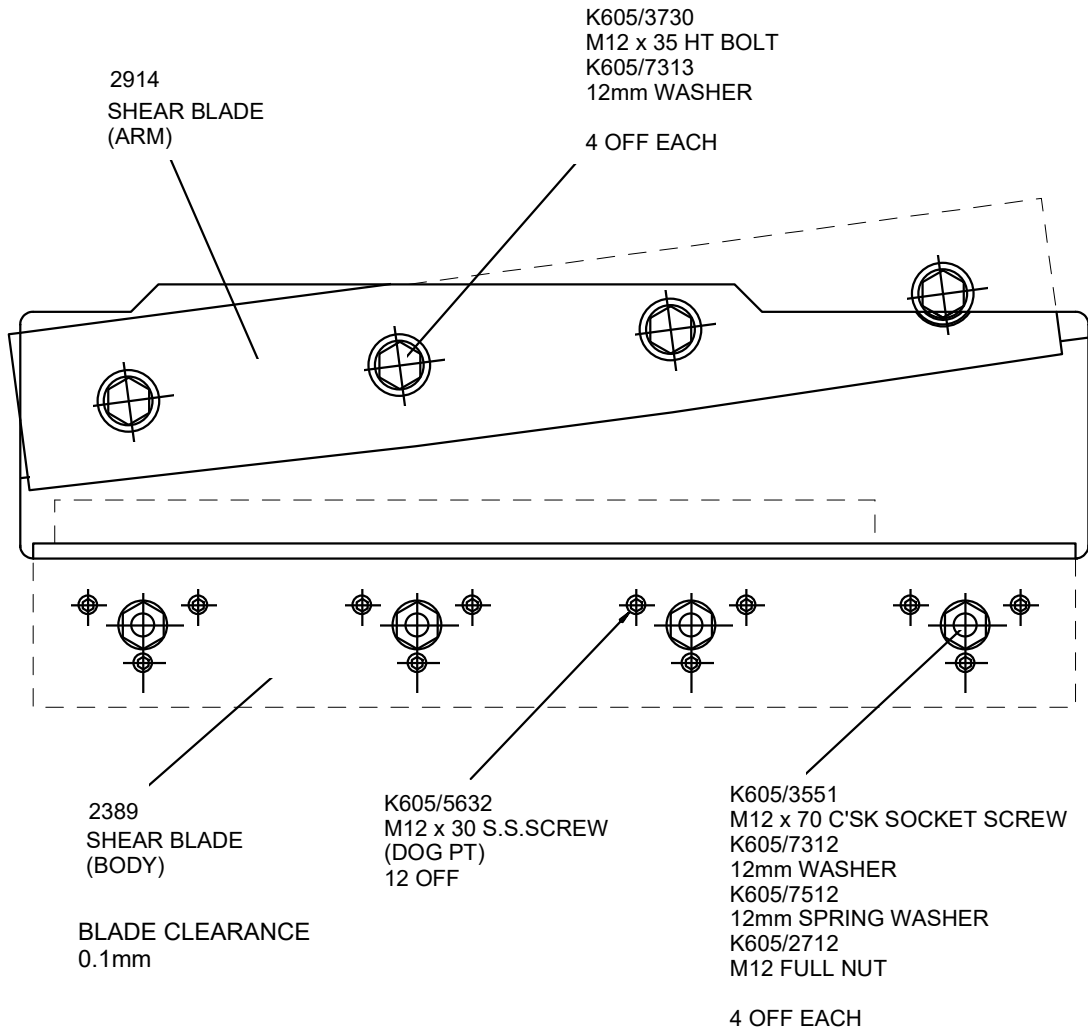 K605/3730
M12 x 35 HT BOLT
K605/7313
12mm WASHER
4 OFF EACH
2914
SHEAR BLADE
(ARM)
2389
SHEAR BLADE
(BODY)
BLADE CLEARANCE
0.1mm
K605/5632
M12 x 30 S.S.SCREW
(DOG PT)
12 OFF
K605/3551
M12 x 70 C'SK SOCKET SCREW
K605/7312
12mm WASHER
K605/7512
12mm SPRING WASHER
K605/2712
M12 FULL NUT
4 OFF EACH